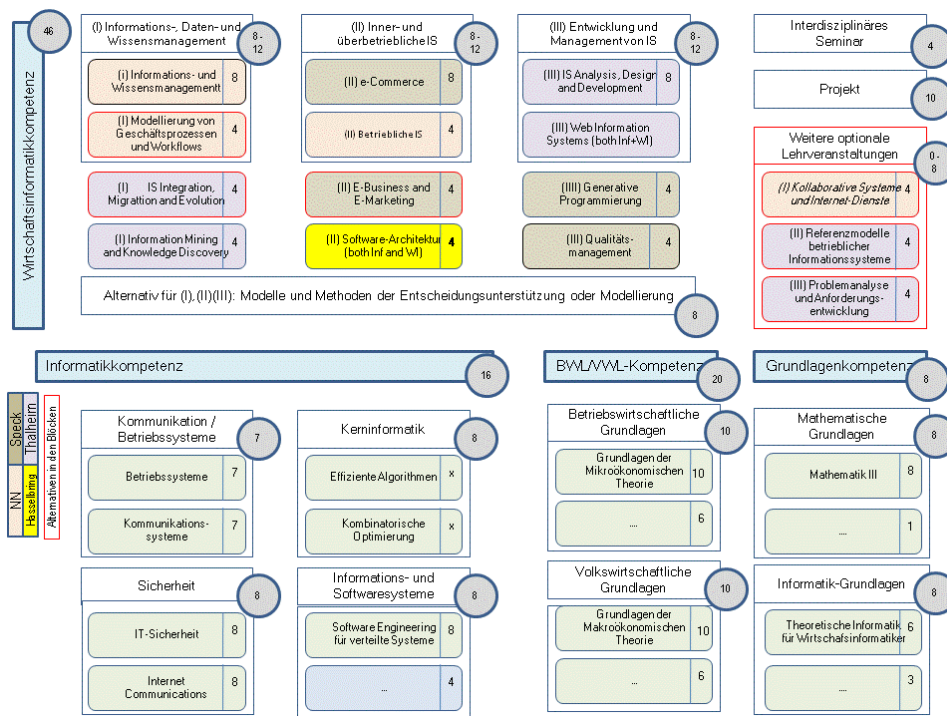 Wirtschaftsinformatikkompetenz
46
(I) Informations-, Daten- und
Wissensmanagement
8 -
12
(i) Informations- und
Wissensmanagementt
8
(I) Modellierung von
Geschäftsprozessen
und Workflows
4
(I) IS Integration,
Migration and Evolution
4
(I) Information Mining
and Knowledge Discovery
4
(II) Inner- und
überbetriebliche IS
8 -
12
(II) e-Commerce
8
(II) Betriebliche IS
4
(II) E-Business and
E-Marketing
4
(II) Software-Architektur
(both Inf and WI)
4
(III) Entwicklung und
Management von IS
8 -
12
(III) IS Analysis, Design
and Development
8
(III) Web Information
Systems (both Inf+WI)
(IIII) Generative
Programmierung
4
(III) Qualitäts-
management
4
Alternativ für (I),(II)(III): Modelle und Methoden der Entscheidungsunterstützung oder Modellierung
8
Interdisziplinäres
Seminar
4
Projekt
10
Weitere optionale
Lehrveranstaltungen
0 -
8
(I) Kollaborative Systeme
und Internet-Dienste
4
(II) Referenzmodelle
betrieblicher
Informationssysteme
4
(III) Problemanalyse
und Anforderungs-
entwicklung
4
Informatikkompetenz
16
BWL/VWL-Kompetenz
20
Grundlagenkompetenz
8
NN
Speck
Hasselbring
Thalheim
Alternativen in den Blöcken
Kommunikation /
Betriebssysteme
7
Betriebssysteme
7
Kommunikations-
systeme
7
Kerninformatik
8
Effiziente Algorithmen
x
Kombinatorische
Optimierung
x
Sicherheit
8
IT-Sicherheit
8
Internet
Communications
8
Informations- und
Softwaresysteme
8
Software Engineering
für verteilte Systeme
8
...
4
Betriebswirtschaftliche
Grundlagen
10
Grundlagen der
Mikroökonomischen
Theorie
10
....
6
Volkswirtschaftliche
Grundlagen
10
Grundlagen der
Makroökonomischen
Theorie
10
...
6
Mathematische
Grundlagen
8
Mathematik III
8
....
1
Informatik-Grundlagen
8
Theoretische Informatik
für Wirtschafsinformatiker
6
....
3